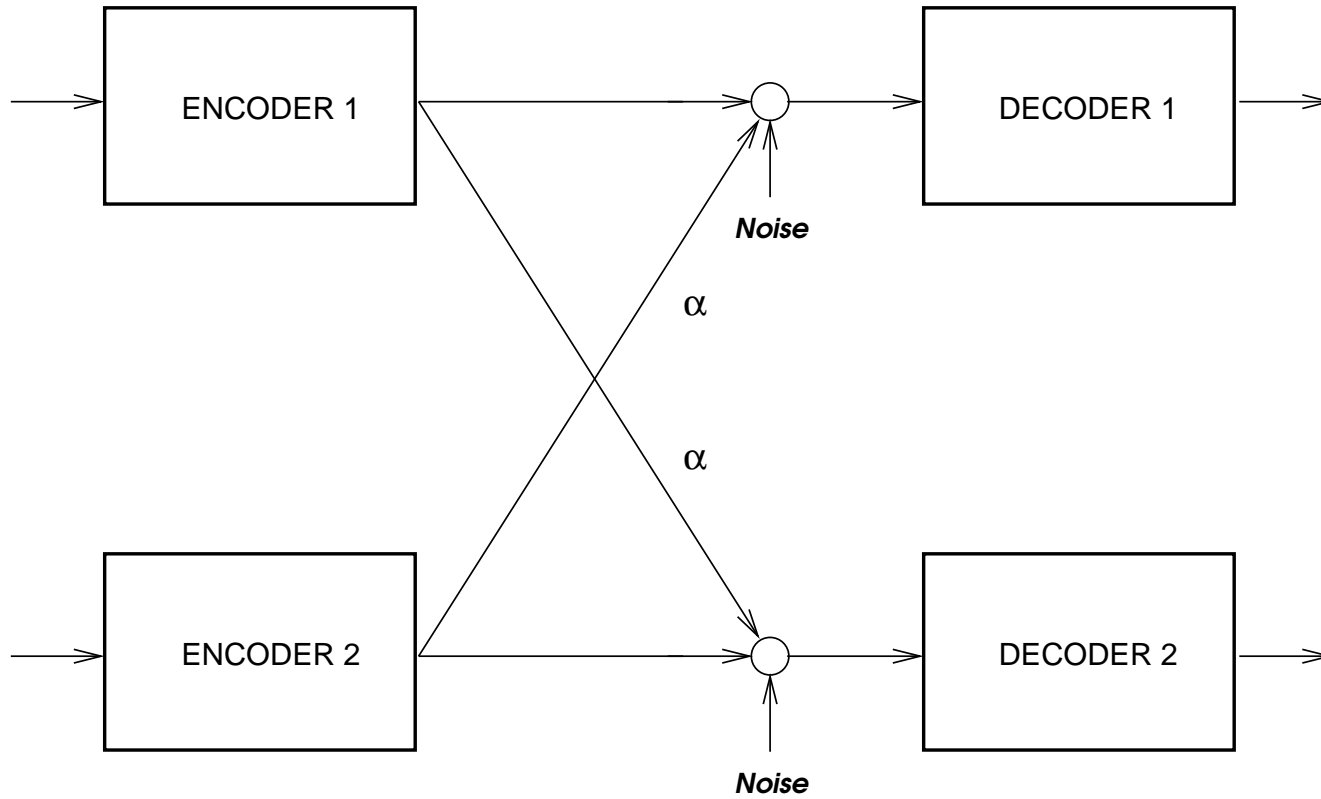 ENCODER 1
DECODER 1
Noise
α
α
ENCODER 2
DECODER 2
Noise